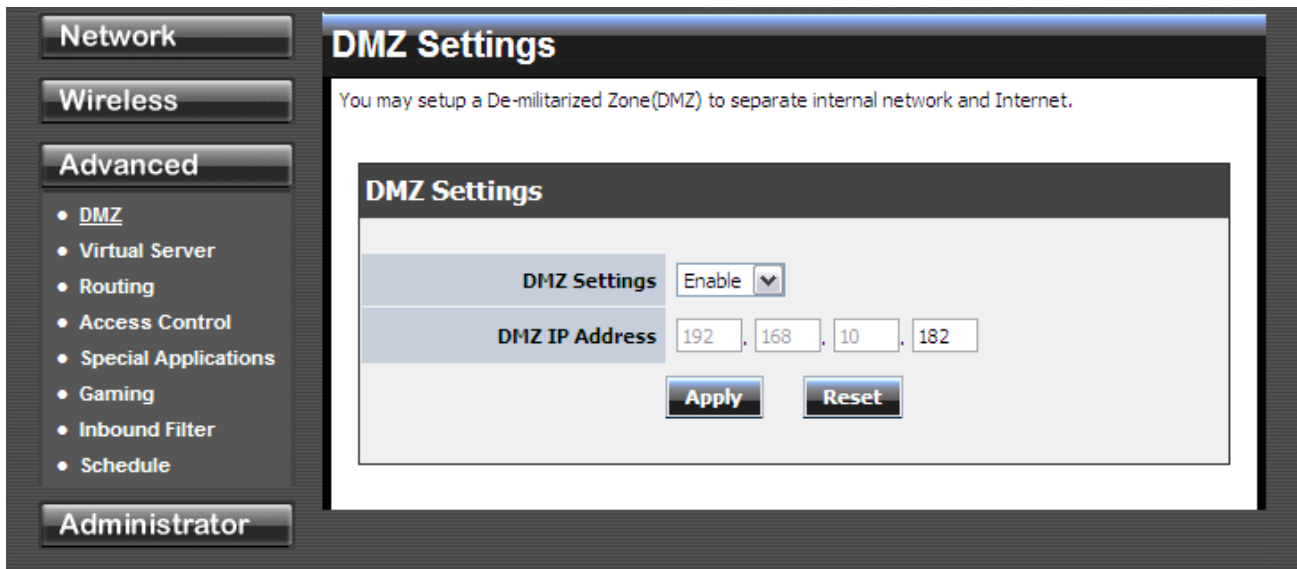 Network
Wireless
Advanced
• DMZ
• Virtual Server
• Routing
• Access Control
• Special Applications
• Gaming
• Inbound Filter
• Schedule
Administrator
DMZ Settings
You may setup a De-militarized Zone(DMZ) to separate internal network and Internet.
DMZ Settings
DMZ Settings Enable
DMZ IP Address 192 . 168 . 10 . 182
Apply Reset